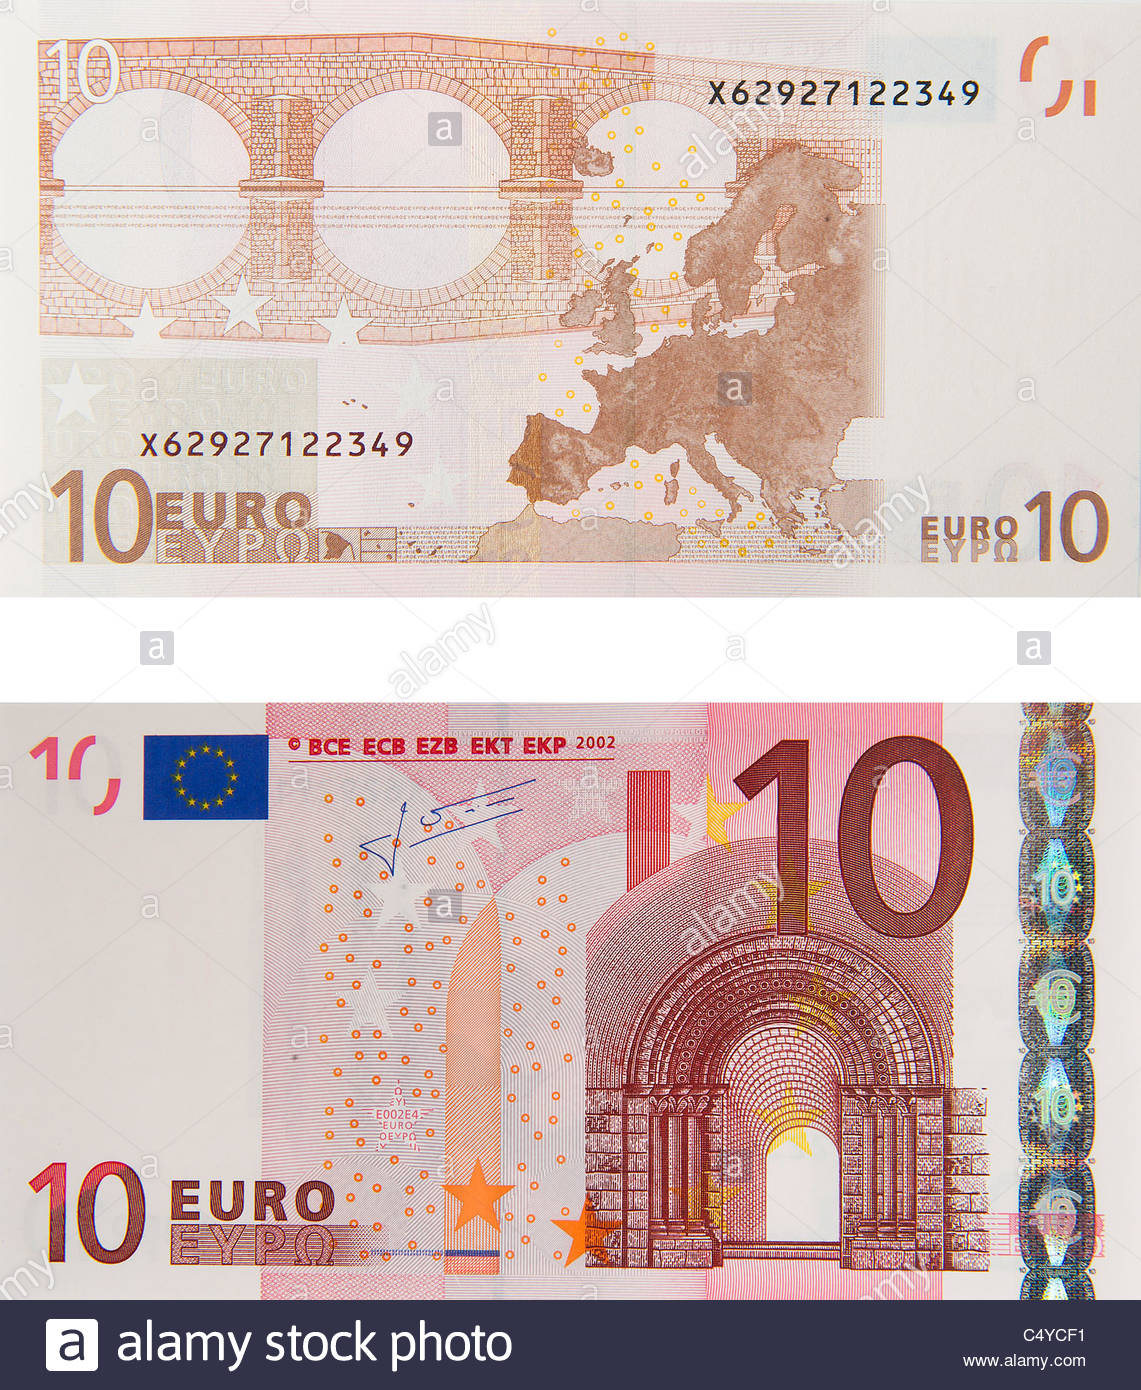 10
X62927122349
X62927122349
10 EURO
ΕΥΡΩ
EURO 10
ΕΥΡΩ
10
© BCE ECB EZB EKT EKP 2002
10
10 EURO
ΕΥΡΩ
a alamy stock photo
C4YCF1
www.alamy.com